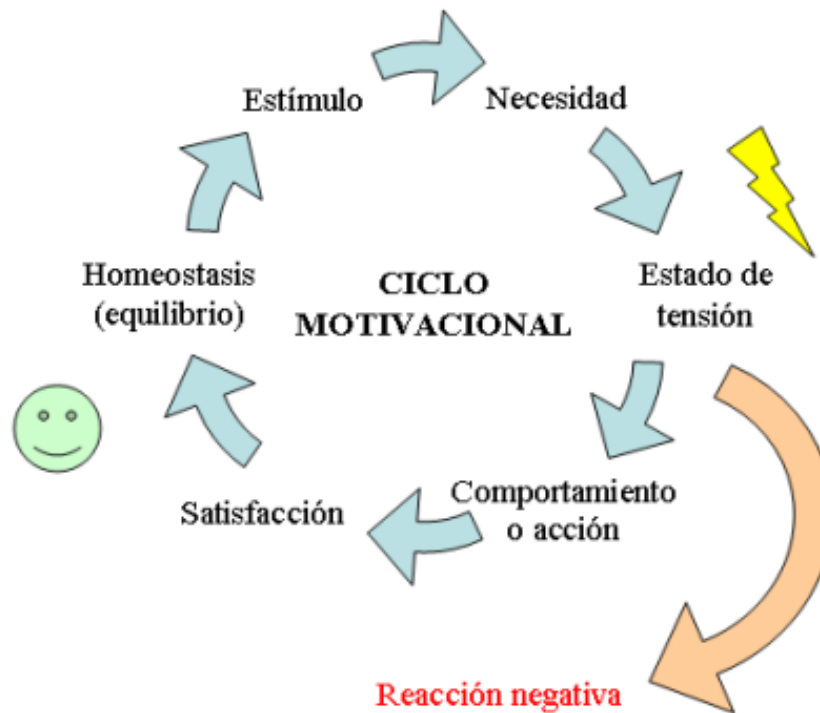 Estímulo
Necesidad
Estado de
tensión
Comportamiento
o acción
Satisfacción
Homeostasis
(equilibrio)
CICLO
MOTIVACIONAL
Reacción negativa